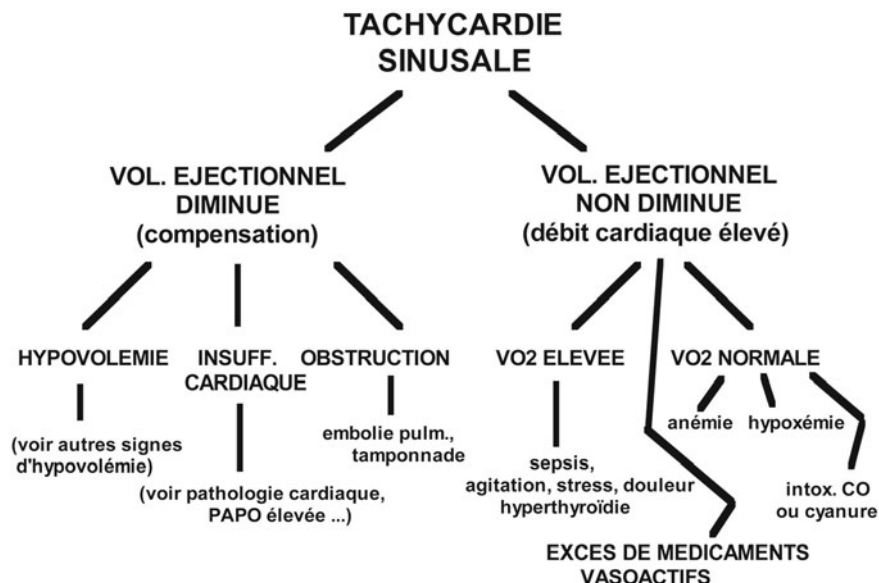 TACHYCARDIE
SINUSALE
VOL. EJECTIONNEL
DIMINUE
(compensation)
VOL. EJECTIONNEL
NON DIMINUE
(débit cardiaque élevé)
HYPOVOLEMIE
INSUFF.
CARDIAQUE
OBSTRUCTION
VO2 ELEVEE
VO2 NORMALE
(voir autres signes
d'hypovolémie)
(voir pathologie cardiaque,
PAPO élevée ...)
embolie pulm.,
tamponnade
sepsis,
agitation, stress, douleur
hyperthyroïdie
anémie
hypoxémie
intox. CO
ou cyanure
EXCES DE MEDICAMENTS
VASOACTIFS